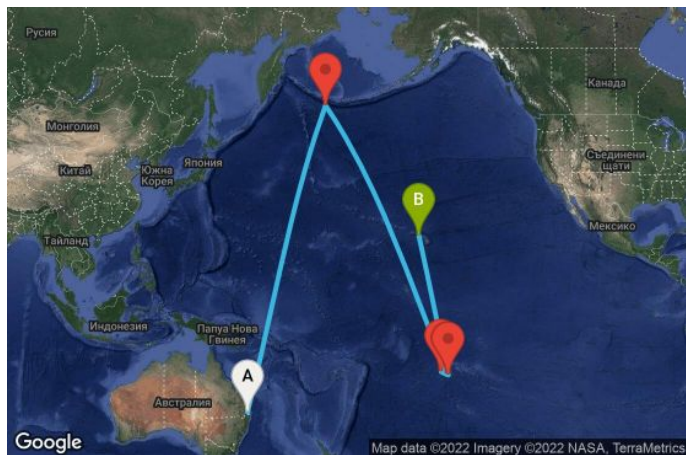 Русия
Канада
Монголия
Китай
Южна
Корея
Япония
Съединени
щати
Мексико
Тайланд
Индонезия
Папуа Нова
Гвинея
Австралия
A
B
Google
Map data ©2022 Imagery ©2022 NASA, TerraMetrics